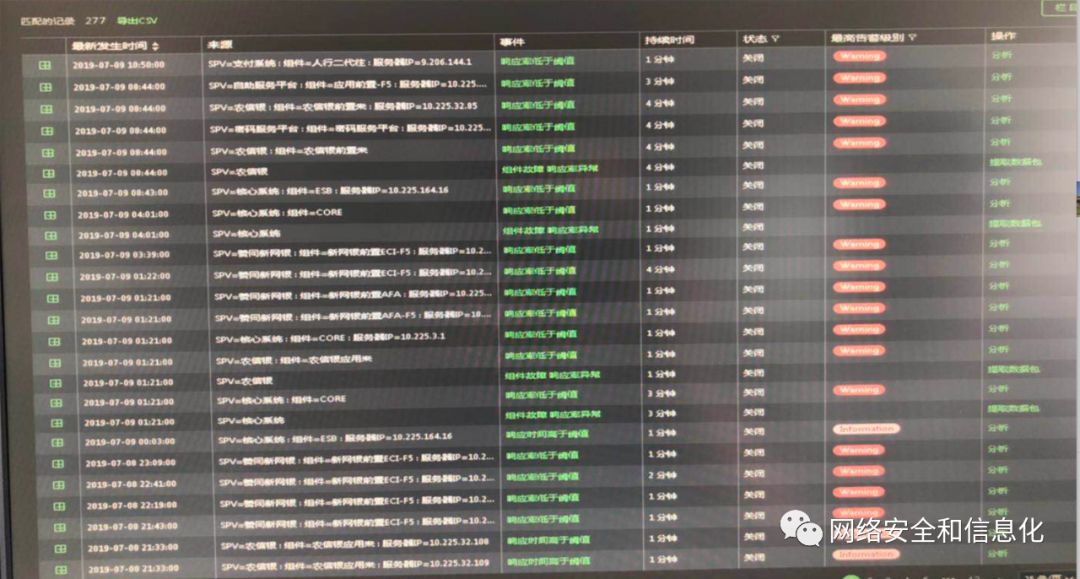 匹配的记录 277 导出CSV
最新发生时间 来源 事件 持续时间 状态 最高告警级别 操作
2019-07-09 10:50:00 SPV=支付系统：组件=人行二代往：服务器IP=9.206.144.1 响应率低于阈值 1 分钟 关闭 Warning 分析
2019-07-09 08:44:00 SPV=自助服务平台：组件=应用前置-F5：服务器IP=10.225.... 响应率低于阈值 3 分钟 关闭 Warning 分析
2019-07-09 08:44:00 SPV=农信银：组件=农信银前置来：服务器IP=10.225.32.85 响应率低于阈值 4 分钟 关闭 Warning 分析
2019-07-09 08:44:00 SPV=密码服务平台：组件=密码服务平台：服务器IP=10.225... 响应率低于阈值 4 分钟 关闭 Warning 分析
2019-07-09 08:44:00 SPV=农信银：组件=农信银前置来 响应率低于阈值 4 分钟 关闭 Warning 分析
2019-07-09 08:44:00 SPV=农信银 组件故障 响应率异常 4 分钟 关闭 提取数据包
2019-07-09 08:43:00 SPV=核心系统：组件=ESB：服务器IP=10.225.164.16 响应率低于阈值 1 分钟 关闭 Warning 分析
2019-07-09 04:01:00 SPV=核心系统：组件=CORE 响应率低于阈值 1 分钟 关闭 Warning 分析
2019-07-09 04:01:00 SPV=核心系统 组件故障 响应率异常 1 分钟 关闭 提取数据包
2019-07-09 03:39:00 SPV=赞同新网银：组件=新网银前置ECI-F5：服务器IP=10.2... 响应率低于阈值 1 分钟 关闭 Warning 分析
2019-07-09 01:22:00 SPV=赞同新网银：组件=新网银前置ECI-F5：服务器IP=10.2... 响应率低于阈值 4 分钟 关闭 Warning 分析
2019-07-09 01:21:00 SPV=赞同新网银：组件=新网银前置AFA：服务器IP=10.225... 响应率低于阈值 1 分钟 关闭 Warning 分析
2019-07-09 01:21:00 SPV=赞同新网银：组件=新网银前置AFA-F5：服务器IP=10.... 响应率低于阈值 1 分钟 关闭 Warning 分析
2019-07-09 01:21:00 SPV=核心系统：组件=CORE：服务器IP=10.225.3.1 响应率低于阈值 1 分钟 关闭 Warning 分析
2019-07-09 01:21:00 SPV=农信银：组件=农信银应用来 响应率低于阈值 1 分钟 关闭 Warning 分析
2019-07-09 01:21:00 SPV=农信银 组件故障 响应率异常 1 分钟 关闭 提取数据包
2019-07-09 01:21:00 SPV=核心系统：组件=CORE 响应率低于阈值 3 分钟 关闭 Warning 分析
2019-07-09 01:21:00 SPV=核心系统 组件故障 响应率异常 3 分钟 关闭 提取数据包
2019-07-09 00:03:00 SPV=核心系统：组件=ESB：服务器IP=10.225.164.16 响应时间高于阈值 1 分钟 关闭 Information 分析
2019-07-08 23:09:00 SPV=赞同新网银：组件=新网银前置ECI-F5：服务器IP=10.2... 响应率低于阈值 1 分钟 关闭 Warning 分析
2019-07-08 22:41:00 SPV=赞同新网银：组件=新网银前置ECI-F5：服务器IP=10.2... 响应率低于阈值 2 分钟 关闭 Warning 分析
2019-07-08 22:19:00 SPV=赞同新网银：组件=新网银前置ECI-F5：服务器IP=10.2... 响应率低于阈值 1 分钟 关闭 Warning 分析
2019-07-08 21:43:00 SPV=赞同新网银：组件=新网银前置ECI-F5：服务器IP=10.2... 响应率低于阈值 1 分钟 关闭 Warning 分析
2019-07-08 21:33:00 SPV=农信银：组件=农信银应用来：服务器IP=10.225.32.108 响应时间高于阈值 1 分钟 关闭
2019-07-08 21:33:00 SPV=农信银：组件=农信银应用来：服务器IP=10.225.32.109 响应时间高于阈值 1 分钟 关闭 Information 分析
网络安全和信息化